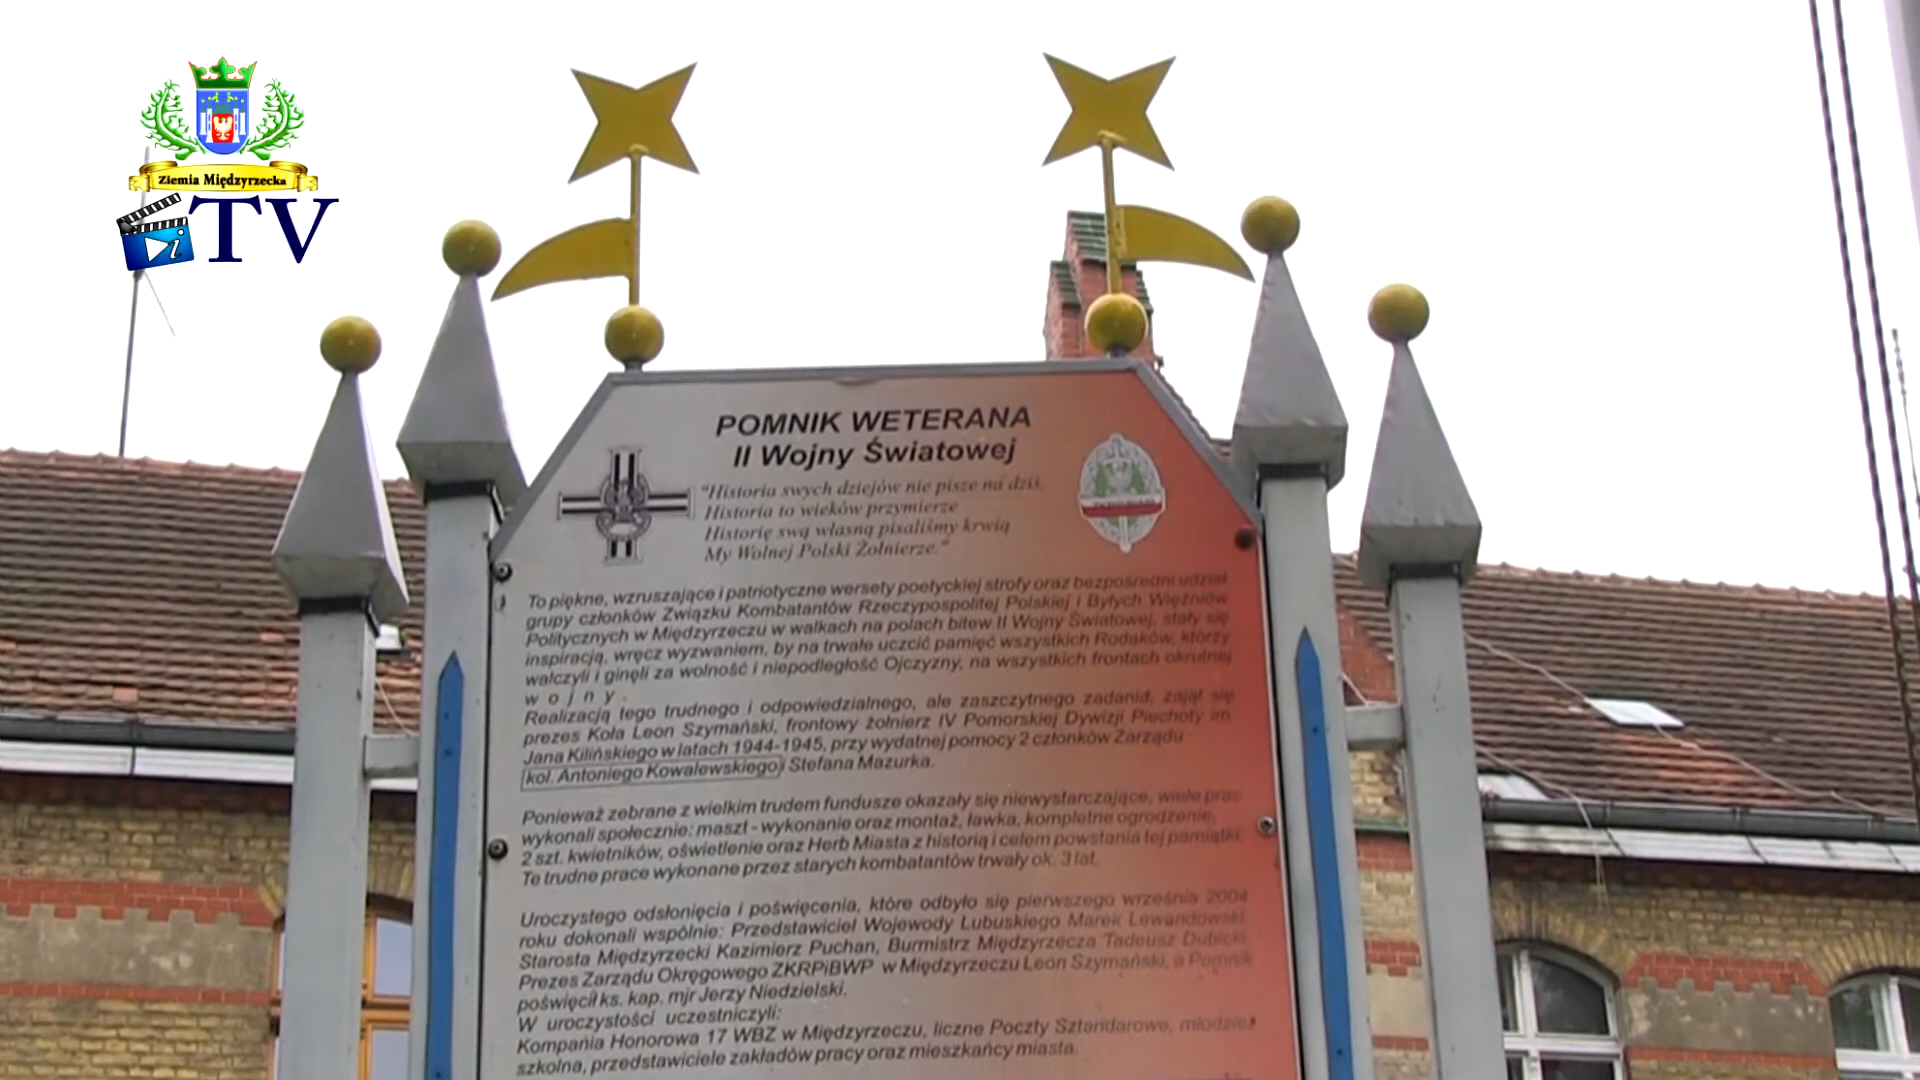 Ziemia Międzyrzecka
TV
POMNIK WETERANA
II Wojny Światowej
"Historia swych dziejów nie pisze na dziś.
Historia to wieków przymierze
Historię swą własną pisaliśmy krwią
My Wolnej Polski Żołnierze."
To piękne, wzruszające i patriotyczne wersety poetyckiej strofy oraz bezpośredni udział
grupy członków Związku Kombatantów Rzeczypospolitej Polskiej i Byłych Więźniów
Politycznych w Międzyrzeczu w walkach na polach bitew II Wojny Światowej, stały się
inspiracją, wręcz wyzwaniem, by na trwałe uczcić pamięć wszystkich Rodaków, którzy
walczyli i ginęli za wolność i niepodległość Ojczyzny, na wszystkich frontach okrutnej
w o j n y .
Realizacją tego trudnego i odpowiedzialnego, ale zaszczytnego zadania, zajął się
prezes Koła Leon Szymański, frontowy żołnierz IV Pomorskiej Dywizji Piechoty im.
Jana Kilińskiego w latach 1944-1945, przy wydatnej pomocy 2 członków Zarządu
kol. Antoniego Kowalewskiego i Stefana Mazurka.
Ponieważ zebrane z wielkim trudem fundusze okazały się niewystarczające, wiele prac
wykonali społecznie: maszt - wykonanie oraz montaż, ławka, kompletne ogrodzenie,
2 szt. kwietników, oświetlenie oraz Herb Miasta z historią i celem powstania tej pamiątki.
Te trudne prace wykonane przez starych kombatantów trwały ok. 3 lat.
Uroczystego odsłonięcia i poświęcenia, które odbyło się pierwszego września 2004
roku dokonali wspólnie: Przedstawiciel Wojewody Lubuskiego Marek Lewandowski,
Starosta Międzyrzecki Kazimierz Puchan, Burmistrz Międzyrzecza Tadeusz Dubicki,
Prezes Zarządu Okręgowego ZKRPiBWP w Międzyrzeczu Leon Szymański, a Pomnik
poświęcił ks. kap. mjr Jerzy Niedzielski.
W uroczystości uczestniczyli:
Kompania Honorowa 17 WBZ w Międzyrzeczu, liczne Poczty Sztandarowe, młodzież
szkolna, przedstawiciele zakładów pracy oraz mieszkańcy miasta.